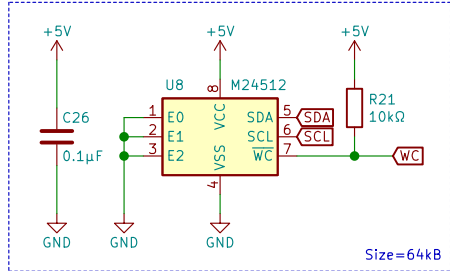 +5V +5V +5V
U8 M24512
8
VCC
C26
0.1µF
1 E0
2 E1
3 E2
SDA 5 SDA
SCL 6 SCL
WC 7 WC
VSS
4
R21
10kΩ
GND GND GND
Size=64kB